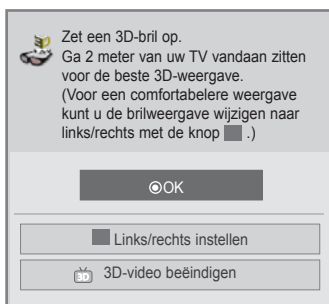 Zet een 3D-bril op.
Ga 2 meter van uw TV vandaan zitten
voor de beste 3D-weergave.
(Voor een comfortabelere weergave
kunt u de brilweergave wijzigen naar
links/rechts met de knop .)
OK
Links/rechts instellen
3D 3D-video beëindigen